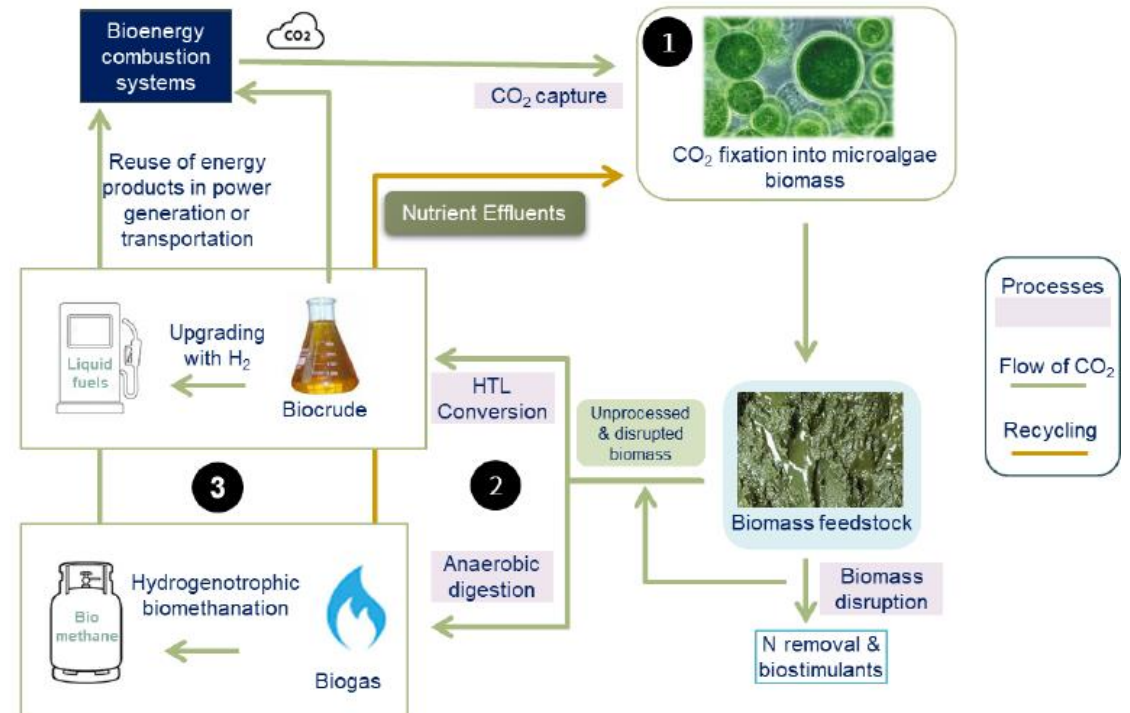 Bioenergy
combustion
systems
CO2
CO₂ capture
1
CO₂ fixation into microalgae
biomass
Reuse of energy
products in power
generation or
transportation
Nutrient Effluents
Processes
Flow of CO₂
Recycling
Liquid
fuels
Upgrading
with H₂
Biocrude
HTL
Conversion
Unprocessed
& disrupted
biomass
Biomass feedstock
3
2
Bio
methane
Hydrogenotrophic
biomethanation
Biogas
Anaerobic
digestion
Biomass
disruption
N removal &
biostimulants